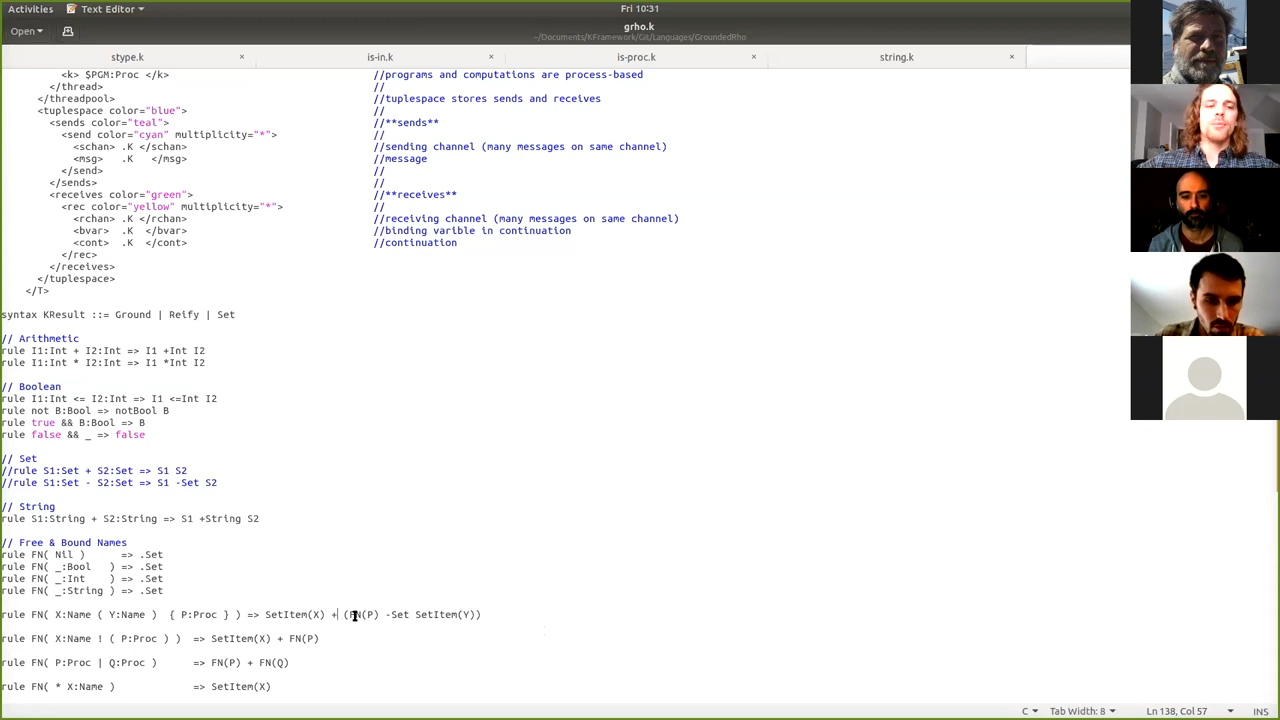 Activities Text Editor Fri 10:31
Open grho.k
~/Documents/KFramework/Git/Languages/GroundedRho
stype.k × is-in.k × is-proc.k × string.k ×
<k> $PGM:Proc </k> //programs and computations are process-based
</thread> //
</threadpool> //tuplespace stores sends and receives
<tuplespace color="blue"> //
<sends color="teal"> //**sends**
<send color="cyan" multiplicity="*"> //
<schan> .K </schan> //sending channel (many messages on same channel)
<msg> .K </msg> //message
</send> //
</sends> //
<receives color="green"> //**receives**
<rec color="yellow" multiplicity="*"> //
<rchan> .K </rchan> //receiving channel (many messages on same channel)
<bvar> .K </bvar> //binding varible in continuation
<cont> .K </cont> //continuation
</rec>
</receives>
</tuplespace>
</T>
syntax KResult ::= Ground | Reify | Set
// Arithmetic
rule I1:Int + I2:Int => I1 +Int I2
rule I1:Int * I2:Int => I1 *Int I2
// Boolean
rule I1:Int <= I2:Int => I1 <=Int I2
rule not B:Bool => notBool B
rule true && B:Bool => B
rule false && _ => false
// Set
//rule S1:Set + S2:Set => S1 S2
//rule S1:Set - S2:Set => S1 -Set S2
// String
rule S1:String + S2:String => S1 +String S2
// Free & Bound Names
rule FN( Nil ) => .Set
rule FN( _:Bool ) => .Set
rule FN( _:Int ) => .Set
rule FN( _:String ) => .Set
rule FN( X:Name ( Y:Name ) { P:Proc } ) => SetItem(X) + (FN(P) -Set SetItem(Y))
rule FN( X:Name ! ( P:Proc ) ) => SetItem(X) + FN(P)
rule FN( P:Proc | Q:Proc ) => FN(P) + FN(Q)
rule FN( * X:Name ) => SetItem(X)
C Tab Width: 8 Ln 138, Col 57 INS